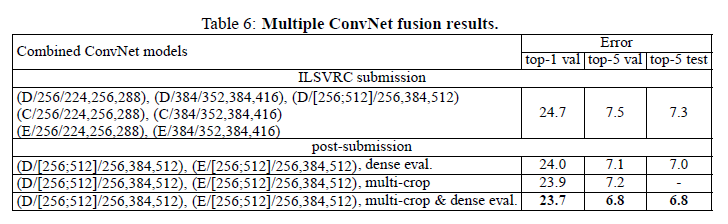 Table 6: Multiple ConvNet fusion results.
Combined ConvNet models
Error
top-1 val top-5 val top-5 test
ILSVRC submission
(D/256/224,256,288), (D/384/352,384,416), (D/[256;512]/256,384,512)
(C/256/224,256,288), (C/384/352,384,416)
(E/256/224,256,288), (E/384/352,384,416)
24.7 7.5 7.3
post-submission
(D/[256;512]/256,384,512), (E/[256;512]/256,384,512), dense eval. 24.0 7.1 7.0
(D/[256;512]/256,384,512), (E/[256;512]/256,384,512), multi-crop 23.9 7.2 -
(D/[256;512]/256,384,512), (E/[256;512]/256,384,512), multi-crop & dense eval. 23.7 6.8 6.8